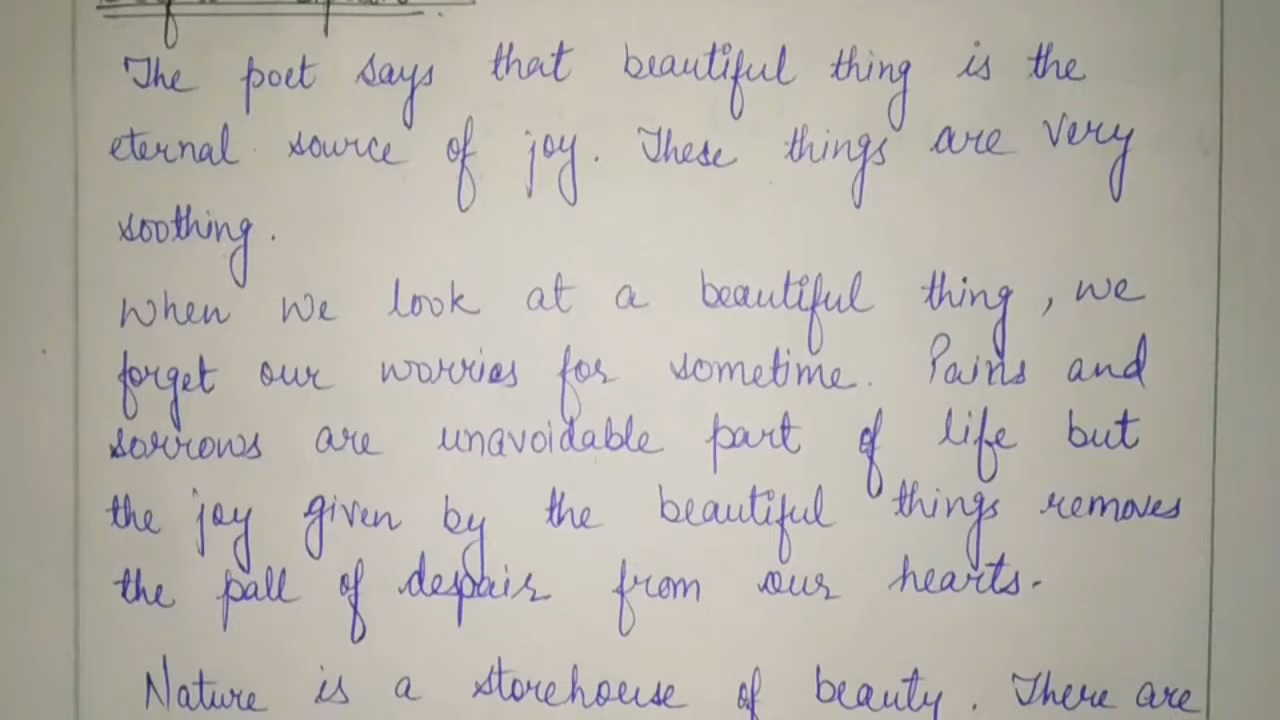 The poet says that beautiful thing is the
eternal source of joy. These things are very
soothing.
When we look at a beautiful thing, we
forget our worries for sometime. Pains and
sorrows are unavoidable part of life but
the joy given by the beautiful things removes
the pall of despair from our hearts.
Nature is a storehouse of beauty. There are